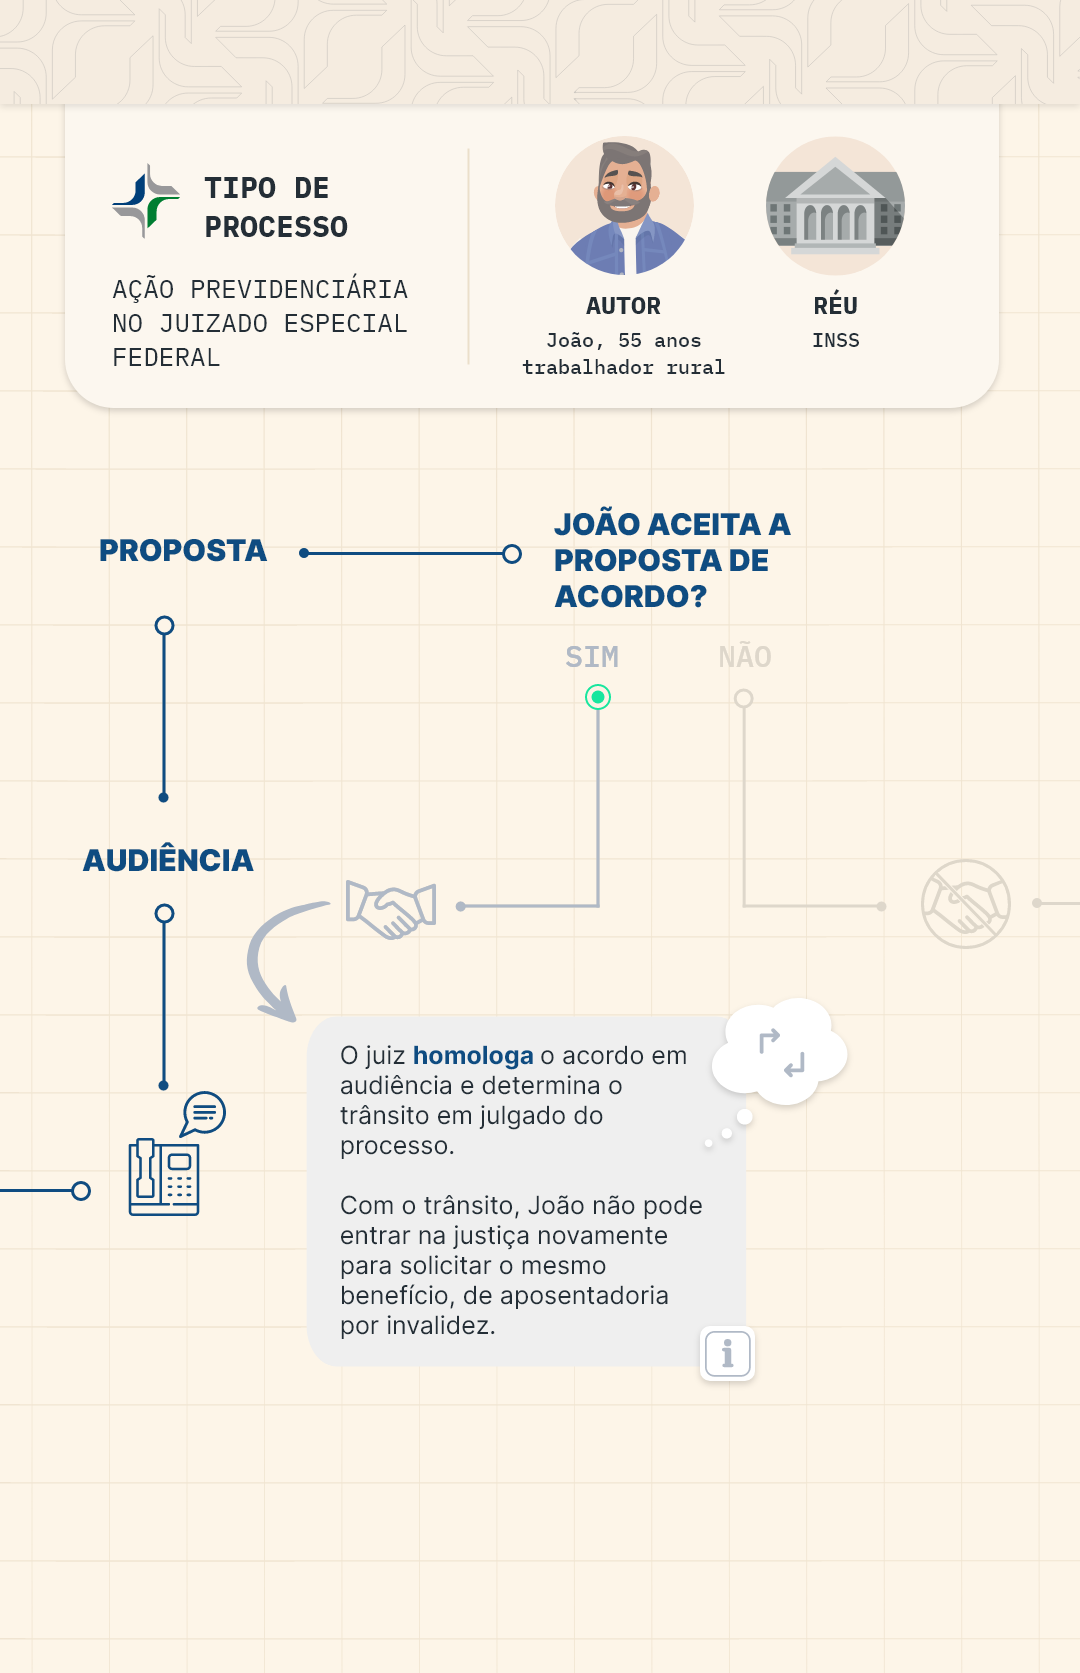 TIPO DE
PROCESSO
AÇÃO PREVIDENCIÁRIA
NO JUIZADO ESPECIAL
FEDERAL
AUTOR
João, 55 anos
trabalhador rural
RÉU
INSS
PROPOSTA
JOÃO ACEITA A
PROPOSTA DE
ACORDO?
SIM
NÃO
AUDIÊNCIA
O juiz homologa o acordo em
audiência e determina o
trânsito em julgado do
processo.
Com o trânsito, João não pode
entrar na justiça novamente
para solicitar o mesmo
benefício, de aposentadoria
por invalidez.
i